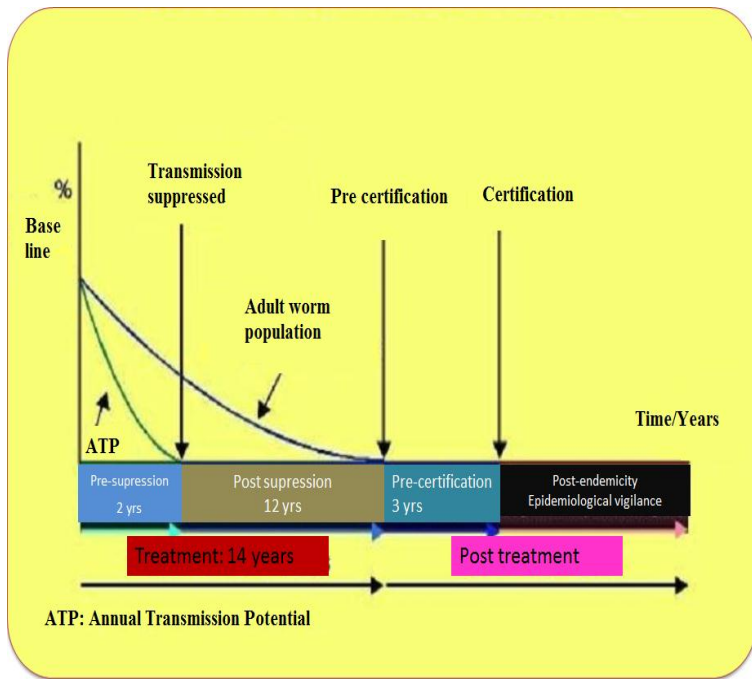 Transmission
suppressed
Pre certification
Certification
%
Base
line
Adult worm
population
ATP
Time/Years
Pre-supression
2 yrs
Post supression
12 yrs
Pre-certification
3 yrs
Post-endemicity
Epidemiological vigilance
Treatment: 14 years
Post treatment
ATP: Annual Transmission Potential